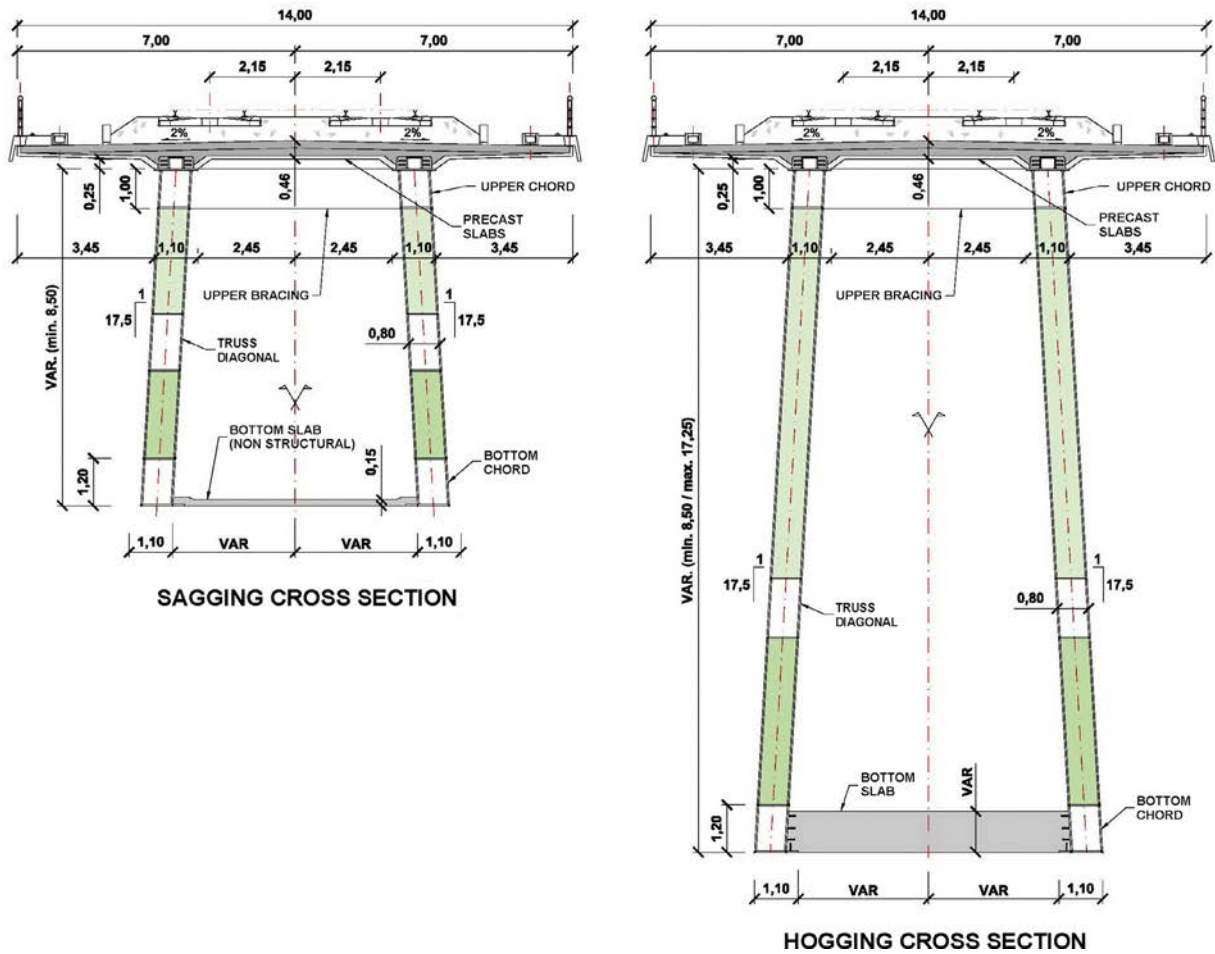 14,00
7,00
7,00
2,15
2,15
2%
2%
0,25
1,00
0,46
UPPER CHORD
PRECAST
SLABS
3,45
1,10
2,45
2,45
1,10
3,45
UPPER BRACING
1
17,5
1
17,5
VAR. (min. 8,50)
TRUSS
DIAGONAL
0,80
BOTTOM SLAB
(NON STRUCTURAL)
0,15
BOTTOM
CHORD
1,20
1,10
VAR
VAR
1,10
SAGGING CROSS SECTION
14,00
7,00
7,00
2,15
2,15
2%
2%
0,25
1,00
0,46
UPPER CHORD
PRECAST
SLABS
3,45
1,10
2,45
2,45
1,10
3,45
UPPER BRACING
VAR. (min. 8,50 / max. 17,25)
1
17,5
1
17,5
TRUSS
DIAGONAL
0,80
BOTTOM
SLAB
VAR
BOTTOM
CHORD
1,20
1,10
VAR
VAR
1,10
HOGGING CROSS SECTION